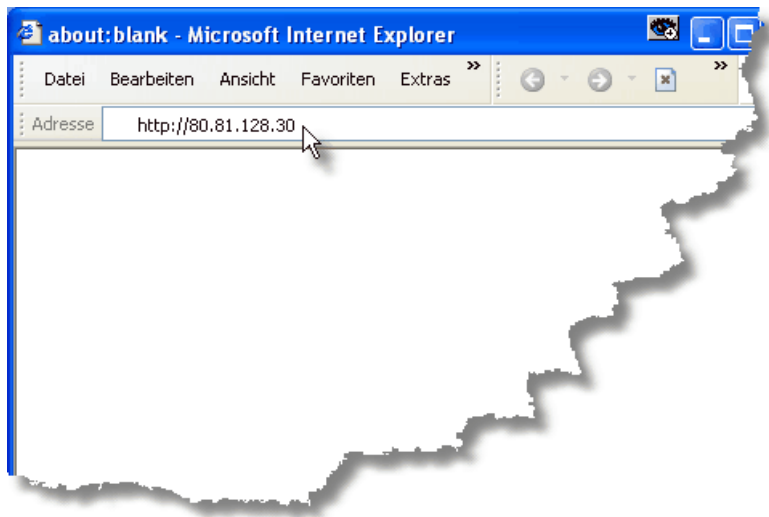 about:blank - Microsoft Internet Explorer
Datei Bearbeiten Ansicht Favoriten Extras » »
Adresse http://80.81.128.30